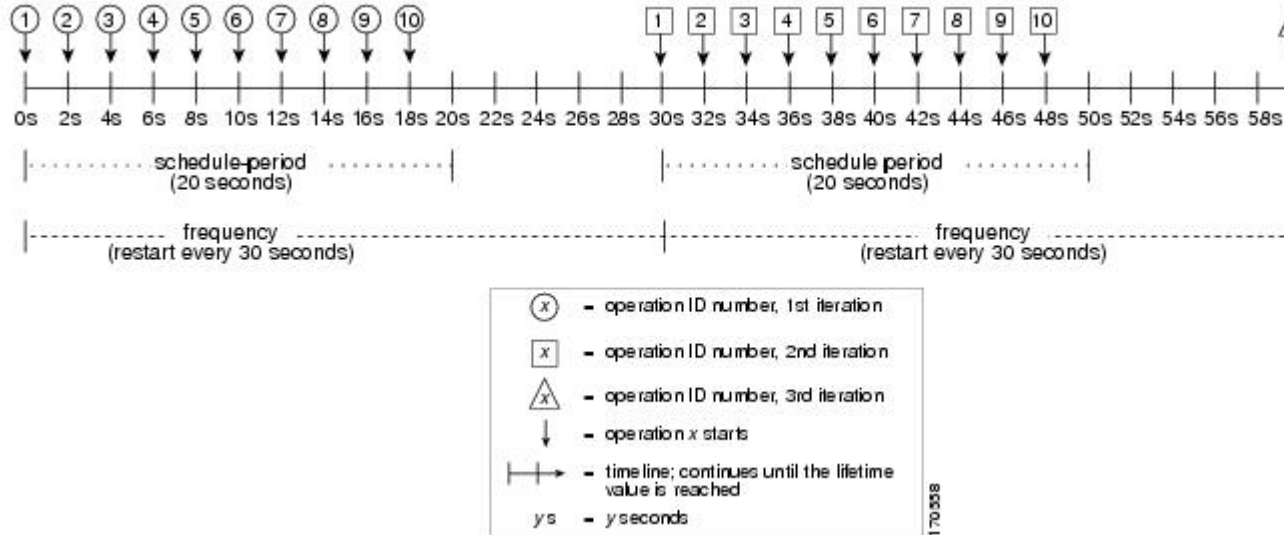 1 2 3 4 5 6 7 8 9 10 1 2 3 4 5 6 7 8 9 10
0s 2s 4s 6s 8s 10s 12s 14s 16s 18s 20s 22s 24s 26s 28s 30s 32s 34s 36s 38s 40s 42s 44s 46s 48s 50s 52s 54s 56s 58s
schedule-period
(20 seconds)
schedule period
(20 seconds)
frequency
(restart every 30 seconds)
frequency
(restart every 30 seconds)
x - operation ID number, 1st iteration
x - operation ID number, 2nd iteration
x - operation ID number, 3rd iteration
- operation x starts
- timeline; continues until the lifetime
value is reached
y s - y seconds
170558